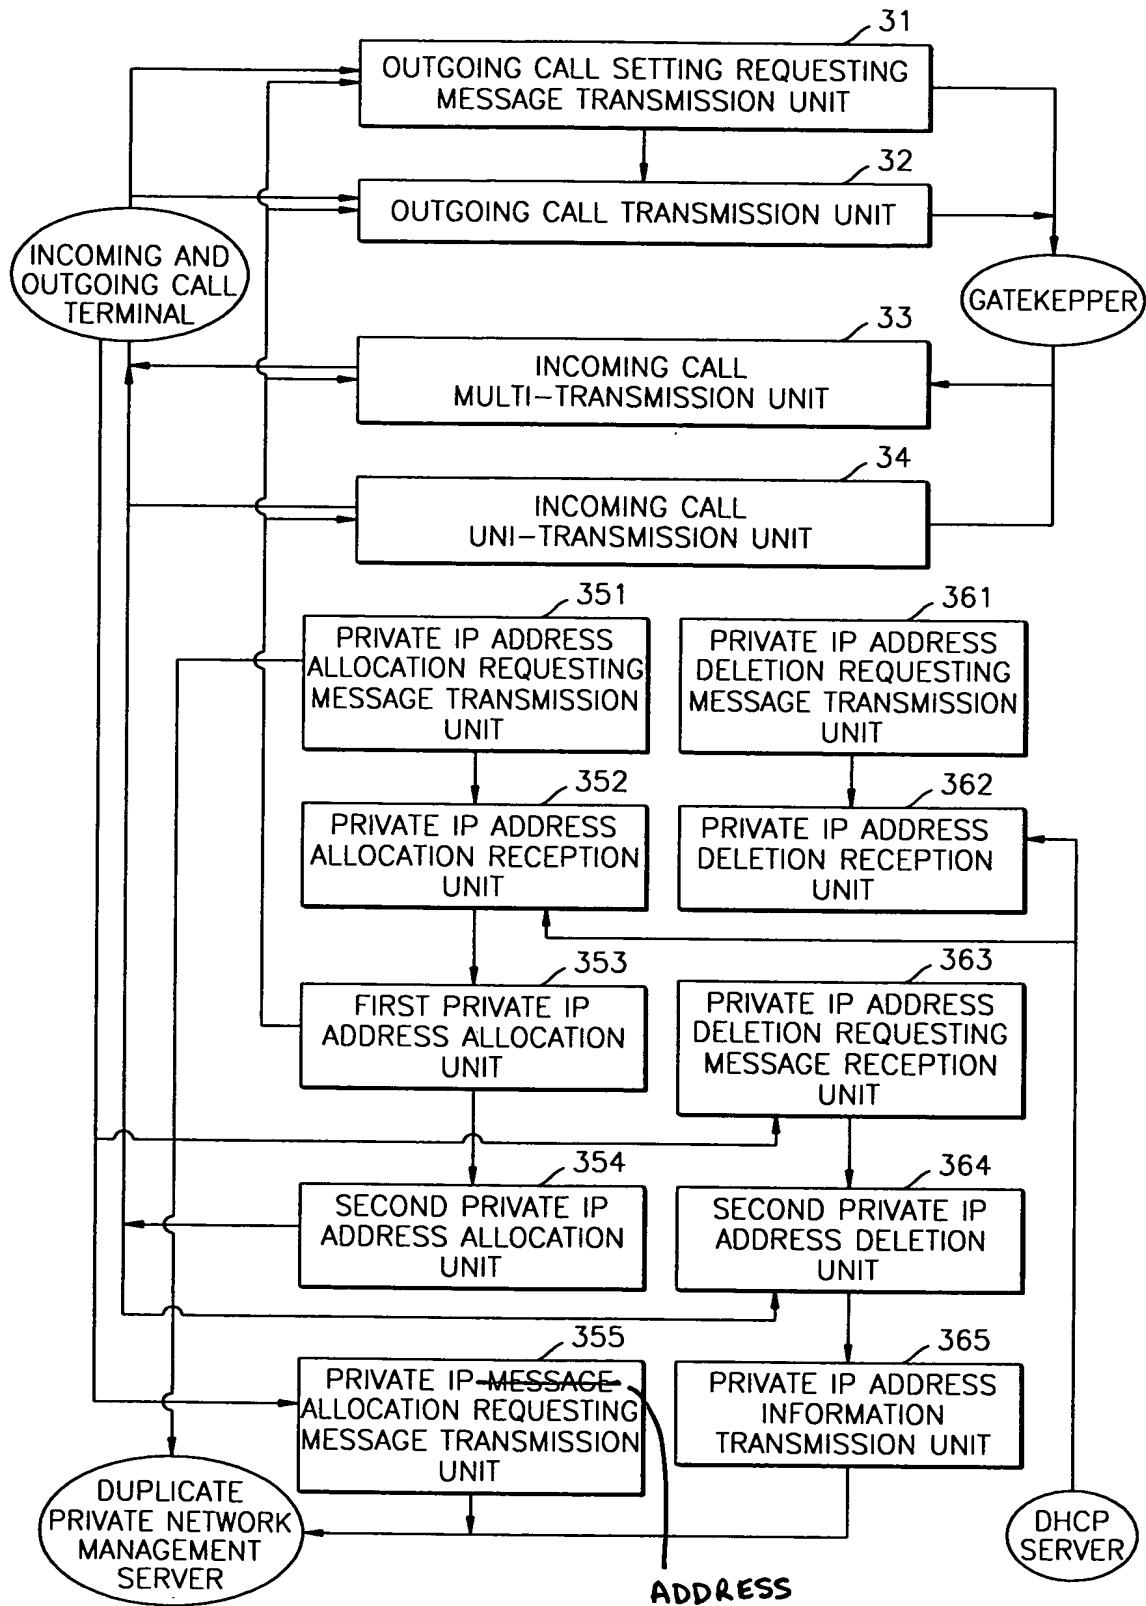 31
OUTGOING CALL SETTING REQUESTING
MESSAGE TRANSMISSION UNIT
32
OUTGOING CALL TRANSMISSION UNIT
INCOMING AND
OUTGOING CALL
TERMINAL
GATEKEPPER
33
INCOMING CALL
MULTI-TRANSMISSION UNIT
34
INCOMING CALL
UNI-TRANSMISSION UNIT
351
PRIVATE IP ADDRESS
ALLOCATION REQUESTING
MESSAGE TRANSMISSION
UNIT
361
PRIVATE IP ADDRESS
DELETION REQUESTING
MESSAGE TRANSMISSION
UNIT
352
PRIVATE IP ADDRESS
ALLOCATION RECEPTION
UNIT
362
PRIVATE IP ADDRESS
DELETION RECEPTION
UNIT
353
FIRST PRIVATE IP
ADDRESS ALLOCATION
UNIT
363
PRIVATE IP ADDRESS
DELETION REQUESTING
MESSAGE RECEPTION
UNIT
354
SECOND PRIVATE IP
ADDRESS ALLOCATION
UNIT
364
SECOND PRIVATE IP
ADDRESS DELETION
UNIT
355
PRIVATE IP MESSAGE
ALLOCATION REQUESTING
MESSAGE TRANSMISSION
UNIT
365
PRIVATE IP ADDRESS
INFORMATION
TRANSMISSION UNIT
DUPLICATE
PRIVATE NETWORK
MANAGEMENT
SERVER
DHCP
SERVER
ADDRESS